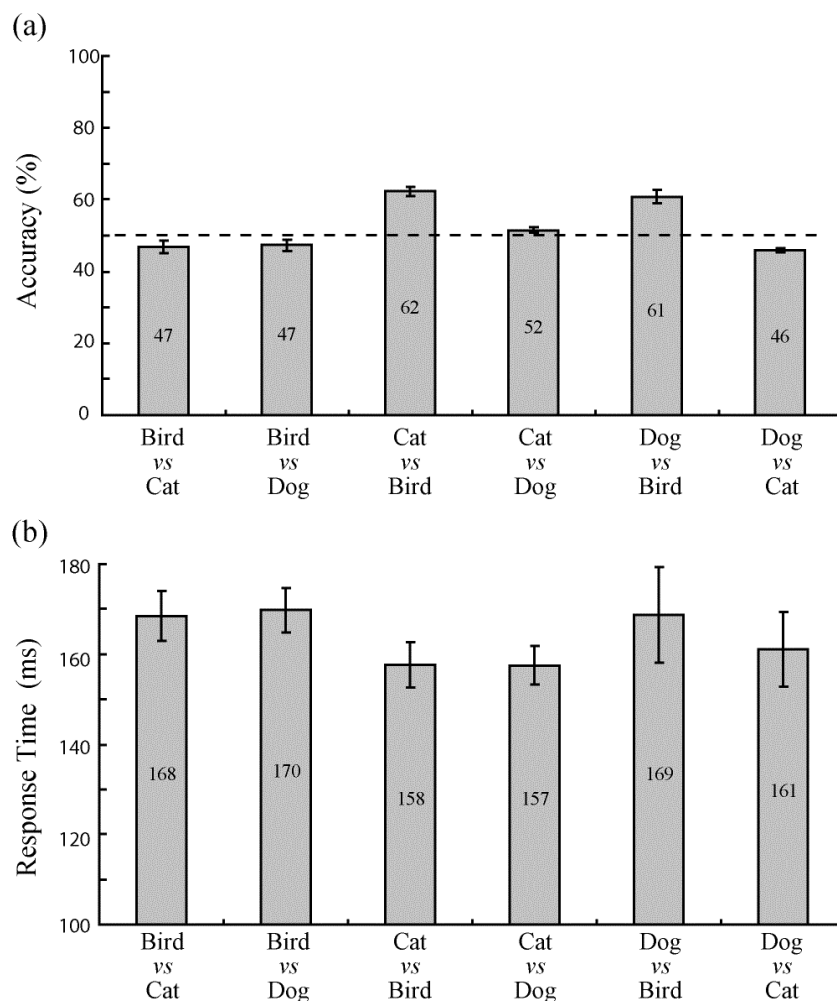 (a)
100
80
60
40
20
0
Accuracy (%)
47
47
62
52
61
46
Bird Bird Cat Cat Dog Dog
vs vs vs vs vs vs
Cat Dog Bird Dog Bird Cat
(b)
180
160
140
120
100
Response Time (ms)
168
170
158
157
169
161
Bird Bird Cat Cat Dog Dog
vs vs vs vs vs vs
Cat Dog Bird Dog Bird Cat